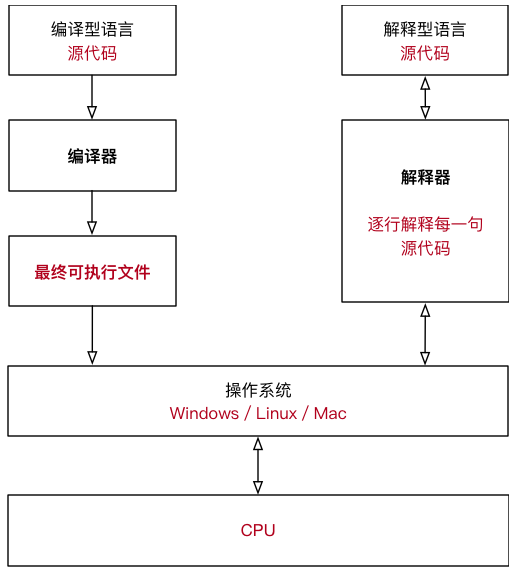 编译型语言
源代码
编译器
最终可执行文件
解释型语言
源代码
解释器
逐行解释每一句
源代码
操作系统
Windows / Linux / Mac
CPU